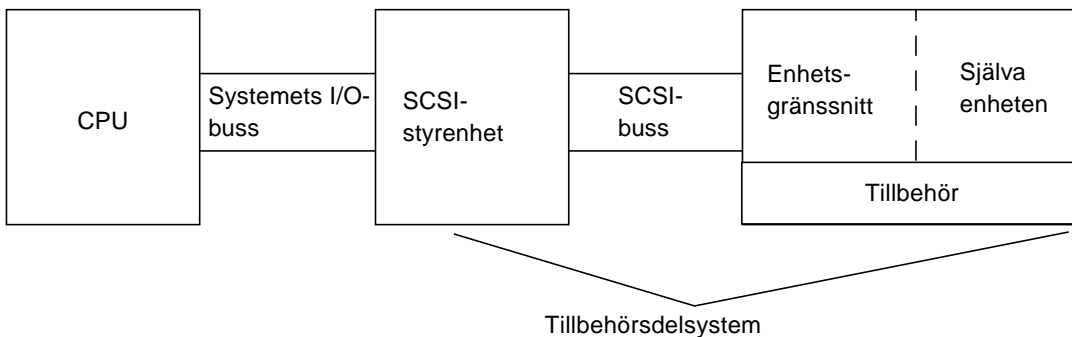 CPU
Systemets I/O-
buss
SCSI-
styrenhet
SCSI-
buss
Enhets-
gränssnitt
Själva
enheten
Tillbehör
Tillbehörsdelsystem